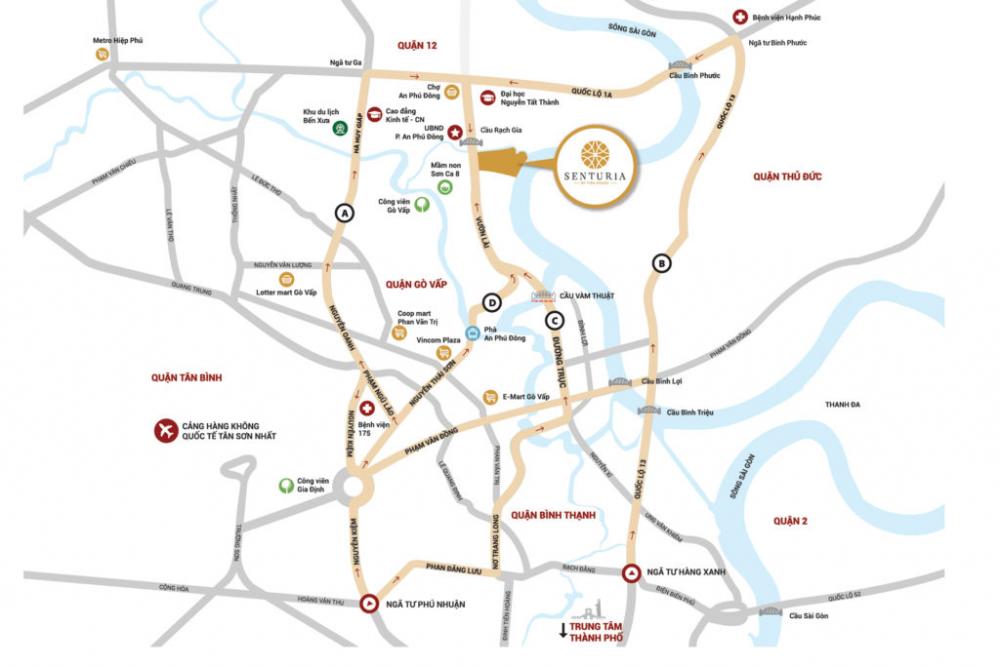 SÔNG SÀI GÒN
Bệnh viện Hạnh Phúc
Metro Hiệp Phú
QUẬN 12
Ngã tư Bình Phước
Ngã tư Ga
Cầu Bình Phước
Chợ
An Phú Đông
Đại học
Nguyễn Tất Thành
QUỐC LỘ 1A
QUỐC LỘ 13
Khu du lịch
Bến Xưa
Cao đẳng
Kinh tế - CN
UBND
P. An Phú Đông
Cầu Rạch Gia
HÀ HUY GIÁP
SENTURIA
PHẠM VĂN CHIÊU
LÊ ĐỨC THỌ
Mầm non
Sơn Ca 8
QUẬN THỦ ĐỨC
LÊ VĂN THỌ
THỐNG NHẤT
Công viên
Gò Vấp
A
VƯỜN LÀI
NGUYỄN VĂN LƯỢNG
B
QUANG TRUNG
Lotter mart Gò Vấp
QUẬN GÒ VẤP
D
CẦU VÀM THUẬT
Coop mart
Phan Văn Trị
C
NGUYỄN OANH
Vincom Plaza
Phà
An Phú Đông
BÌNH LỢI
ĐƯỜNG TRỤC
PHẠM VĂN ĐỒNG
QUẬN TÂN BÌNH
PHẠM NGŨ LÃO
NGUYỄN THÁI SƠN
Cầu Bình Lợi
E-Mart Gò Vấp
THANH ĐA
Cầu Bình Triệu
CẢNG HÀNG KHÔNG
QUỐC TẾ TÂN SƠN NHẤT
NGUYỄN KIỆM
Bệnh viện
175
PHẠM VĂN ĐỒNG
LÊ QUANG ĐỊNH
PHAN VĂN TRỊ
NGUYỄN XÍ
QUỐC LỘ 13
SÔNG SÀI GÒN
Công viên
Gia Định
QUẬN BÌNH THẠNH
QUẬN 2
UNG VĂN KHIÊM
TRƯỜNG SƠN
NGUYỄN KIỆM
NƠ TRANG LONG
PHAN ĐĂNG LƯU
BẠCH ĐẰNG
NGÃ TƯ HÀNG XANH
CỘNG HÒA
HOÀNG VĂN THỤ
NGÃ TƯ PHÚ NHUẬN
ĐINH TIÊN HOÀNG
ĐIỆN BIÊN PHỦ
QUỐC LỘ 52
Cầu Sài Gòn
TRUNG TÂM
THÀNH PHỐ